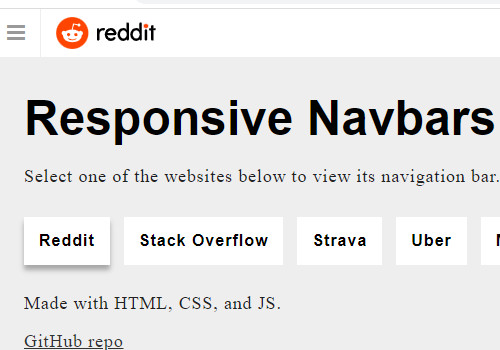 reddit
Responsive Navbars
Select one of the websites below to view its navigation bar.
Reddit Stack Overflow Strava Uber
Made with HTML, CSS, and JS.
GitHub repo